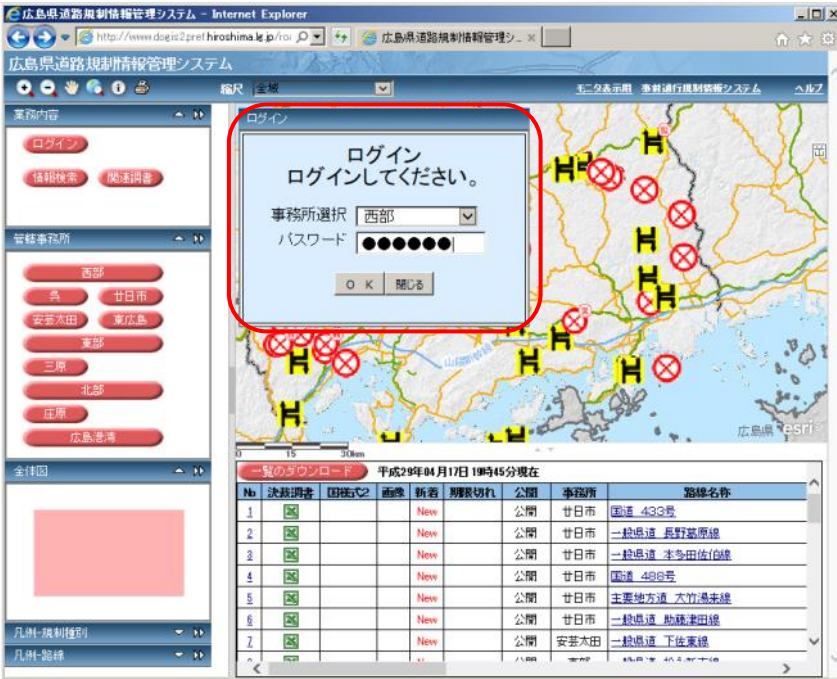 広島県道路規制情報管理システム - Internet Explorer
広島県道路規制情報管理シ...
広島県道路規制情報管理システム
縮尺 全域
モニタ表示用 事前通行規制情報システム ヘルプ
業務内容
ログイン
情報検索 関連調書
管轄事務所
西部
呉 廿日市
安芸太田 東広島
東部
三原
北部
庄原
広島港湾
全体図
凡例-規制種別
凡例-路線
ログイン
ログイン
ログインしてください。
事務所選択 西部
パスワード ●●●●●●
OK 閉じる
山陽新幹線
広島県
esri
0 15 30km
一覧のダウンロード 平成29年04月17日 19時45分現在
No 決裁調書 国様式2 画像 新着 期限切れ 公開 事務所 路線名称
1 New 公開 廿日市 国道 433号
2 New 公開 廿日市 一般県道 長野葛原線
3 New 公開 廿日市 一般県道 本多田佐伯線
4 New 公開 廿日市 国道 488号
5 New 公開 廿日市 主要地方道 大竹湯来線
6 New 公開 廿日市 一般県道 助藤津田線
7 New 公開 安芸太田 一般県道 下佐東線